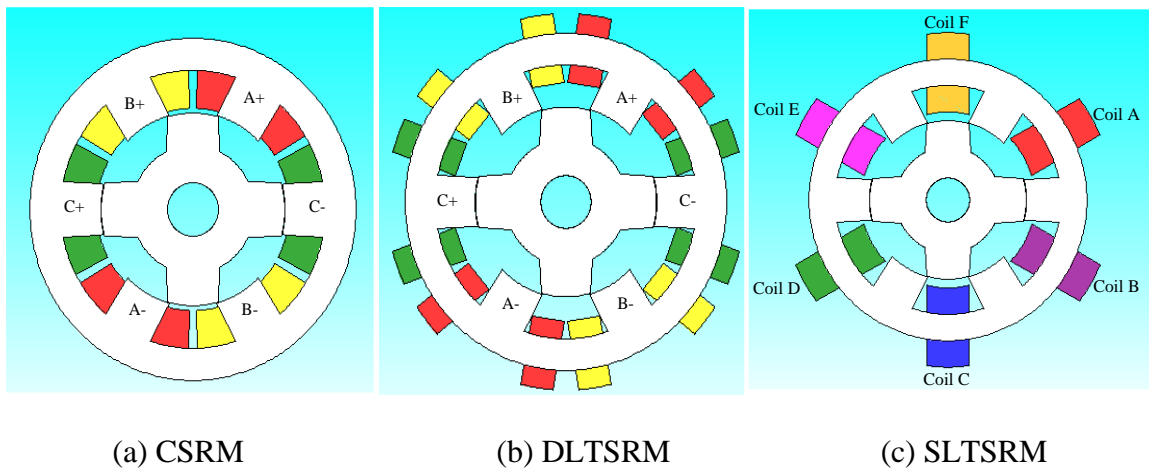 B+ A+
C+ C-
A- B-
(a) CSRM
B+ A+
C+ C-
A- B-
(b) DLTSRM
Coil F
Coil E
Coil A
Coil D
Coil B
Coil C
(c) SLTSRM